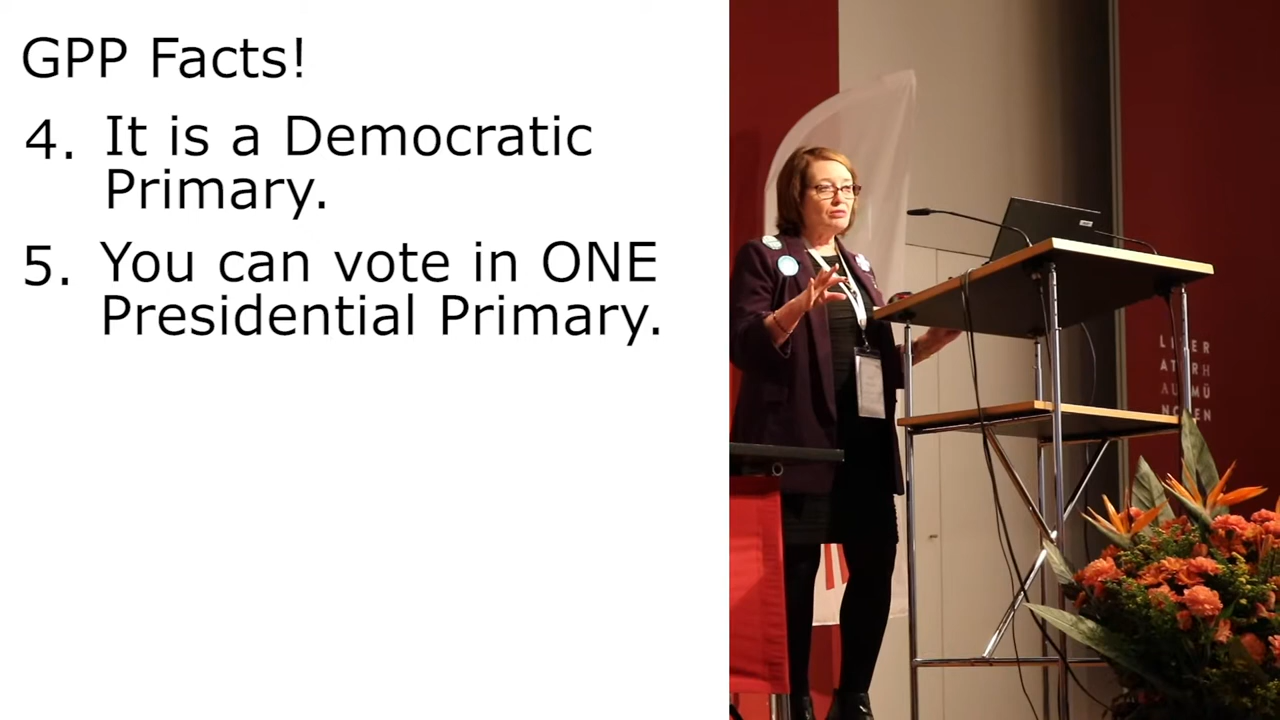 GPP Facts!
4. It is a Democratic
Primary.
5. You can vote in ONE
Presidential Primary.